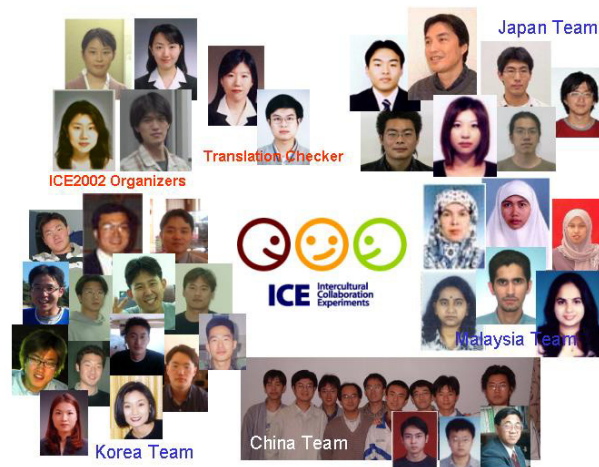 Japan Team
Translation Checker
ICE2002 Organizers
ICE Intercultural
Collaboration
Experiments
Malaysia Team
China Team
Korea Team